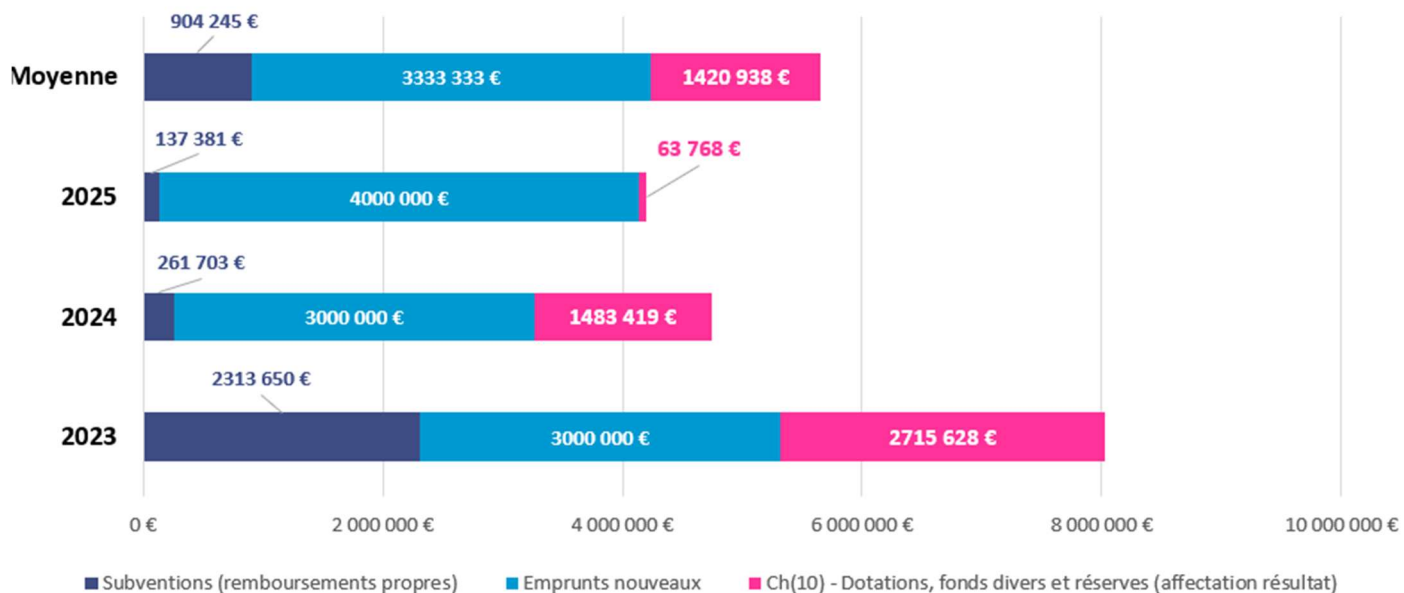 904 245 €
Moyenne
3333 333 €
1420 938 €
137 381 €
63 768 €
2025
4000 000 €
261 703 €
2024
3000 000 €
1483 419 €
2313 650 €
2023
3000 000 €
2715 628 €
0 €
2 000 000 €
4 000 000 €
6 000 000 €
8 000 000 €
10 000 000 €
Subventions (remboursements propres)
Emprunts nouveaux
Ch(10) - Dotations, fonds divers et réserves (affectation résultat)